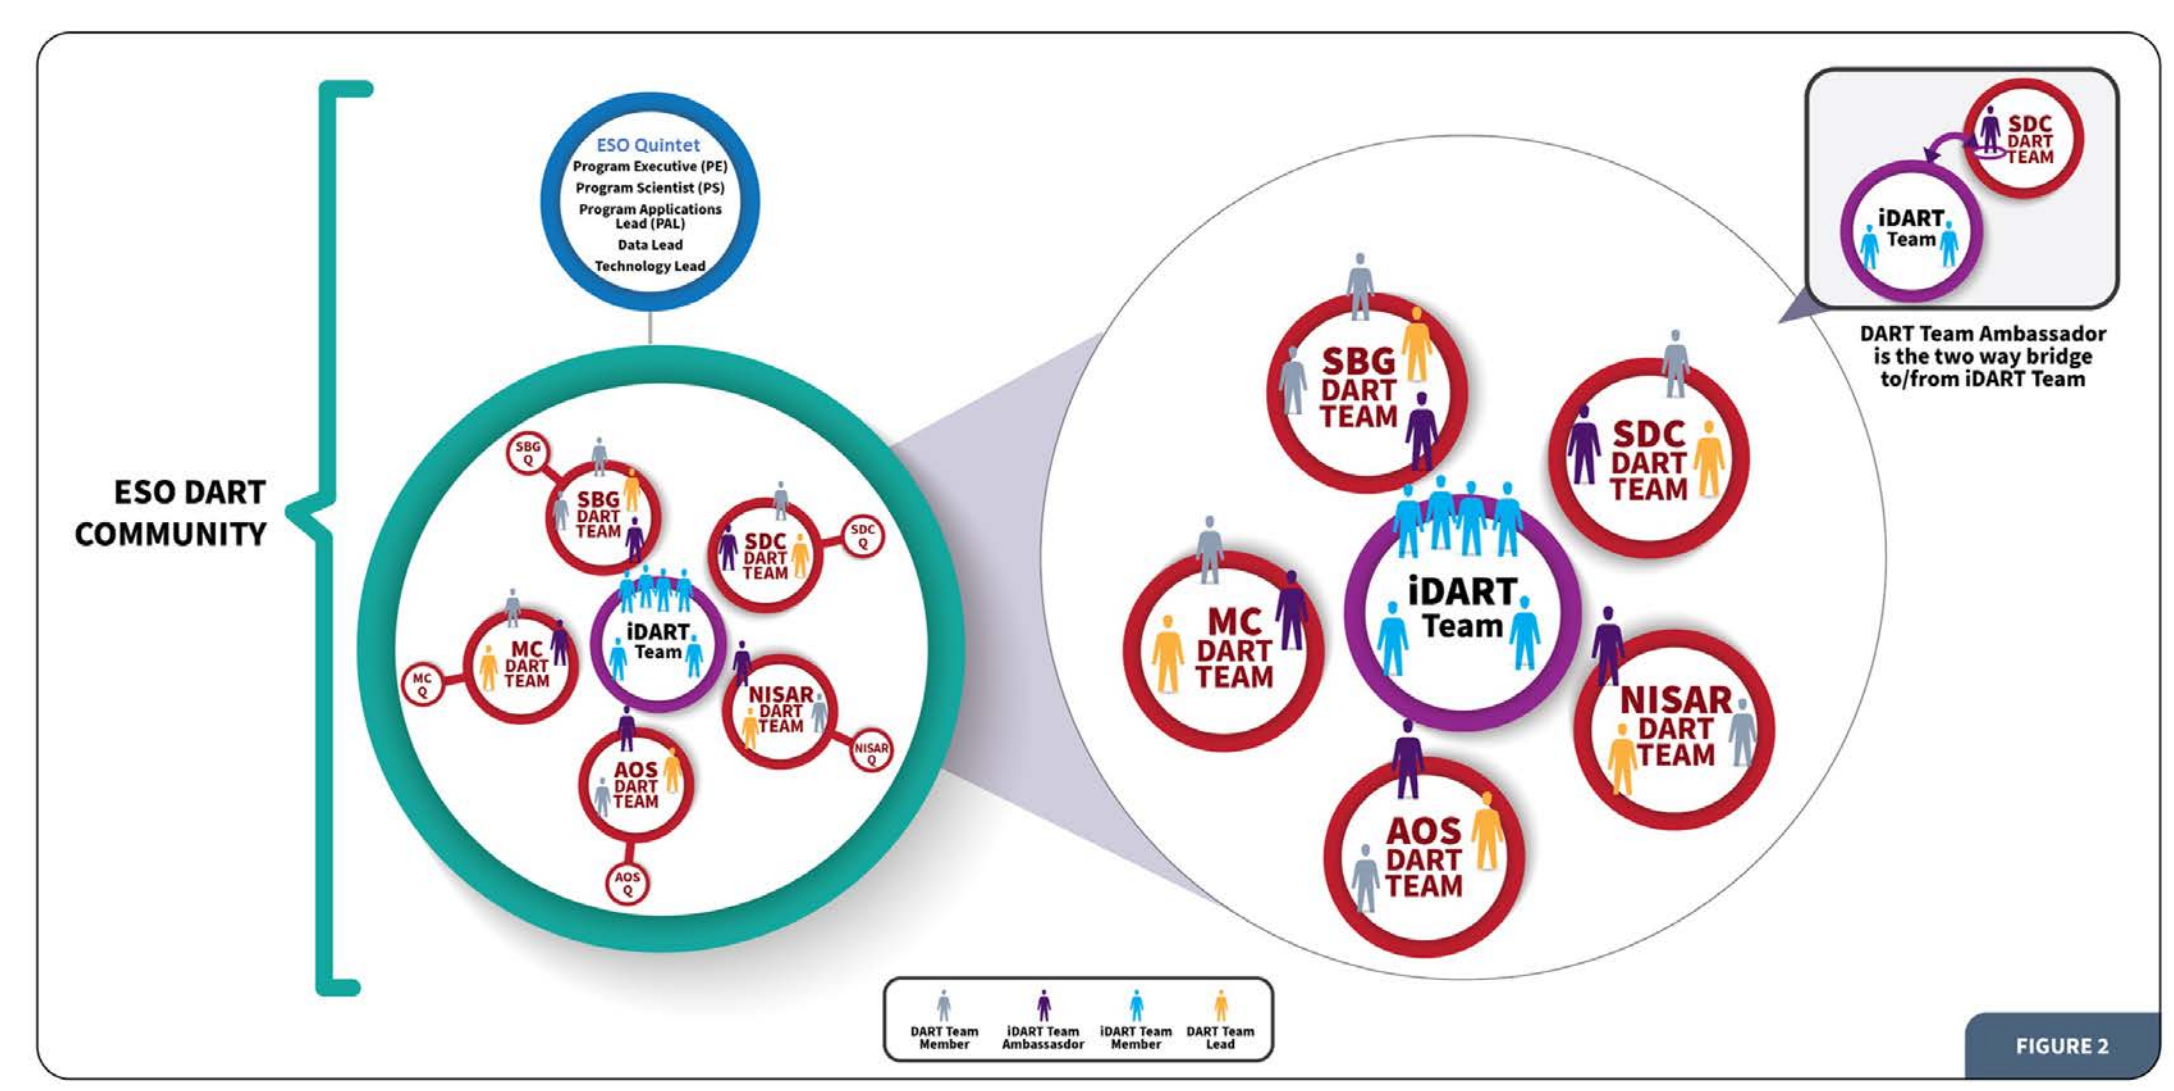 ESO DART
COMMUNITY
ESO Quintet
Program Executive (PE)
Program Scientist (PS)
Program Applications
Lead (PAL)
Data Lead
Technology Lead
SBG
Q
SBG
DART
TEAM
SDC
DART
TEAM
SDC
Q
MC
Q
MC
DART
TEAM
iDART
Team
NISAR
DART
TEAM
NISAR
Q
AOS
DART
TEAM
AOS
Q
SBG
DART
TEAM
SDC
DART
TEAM
MC
DART
TEAM
iDART
Team
NISAR
DART
TEAM
AOS
DART
TEAM
SDC
DART
TEAM
iDART
Team
DART Team Ambassador
is the two way bridge
to/from iDART Team
DART Team
Member
iDART Team
Ambassasdor
iDART Team
Member
DART Team
Lead
FIGURE 2